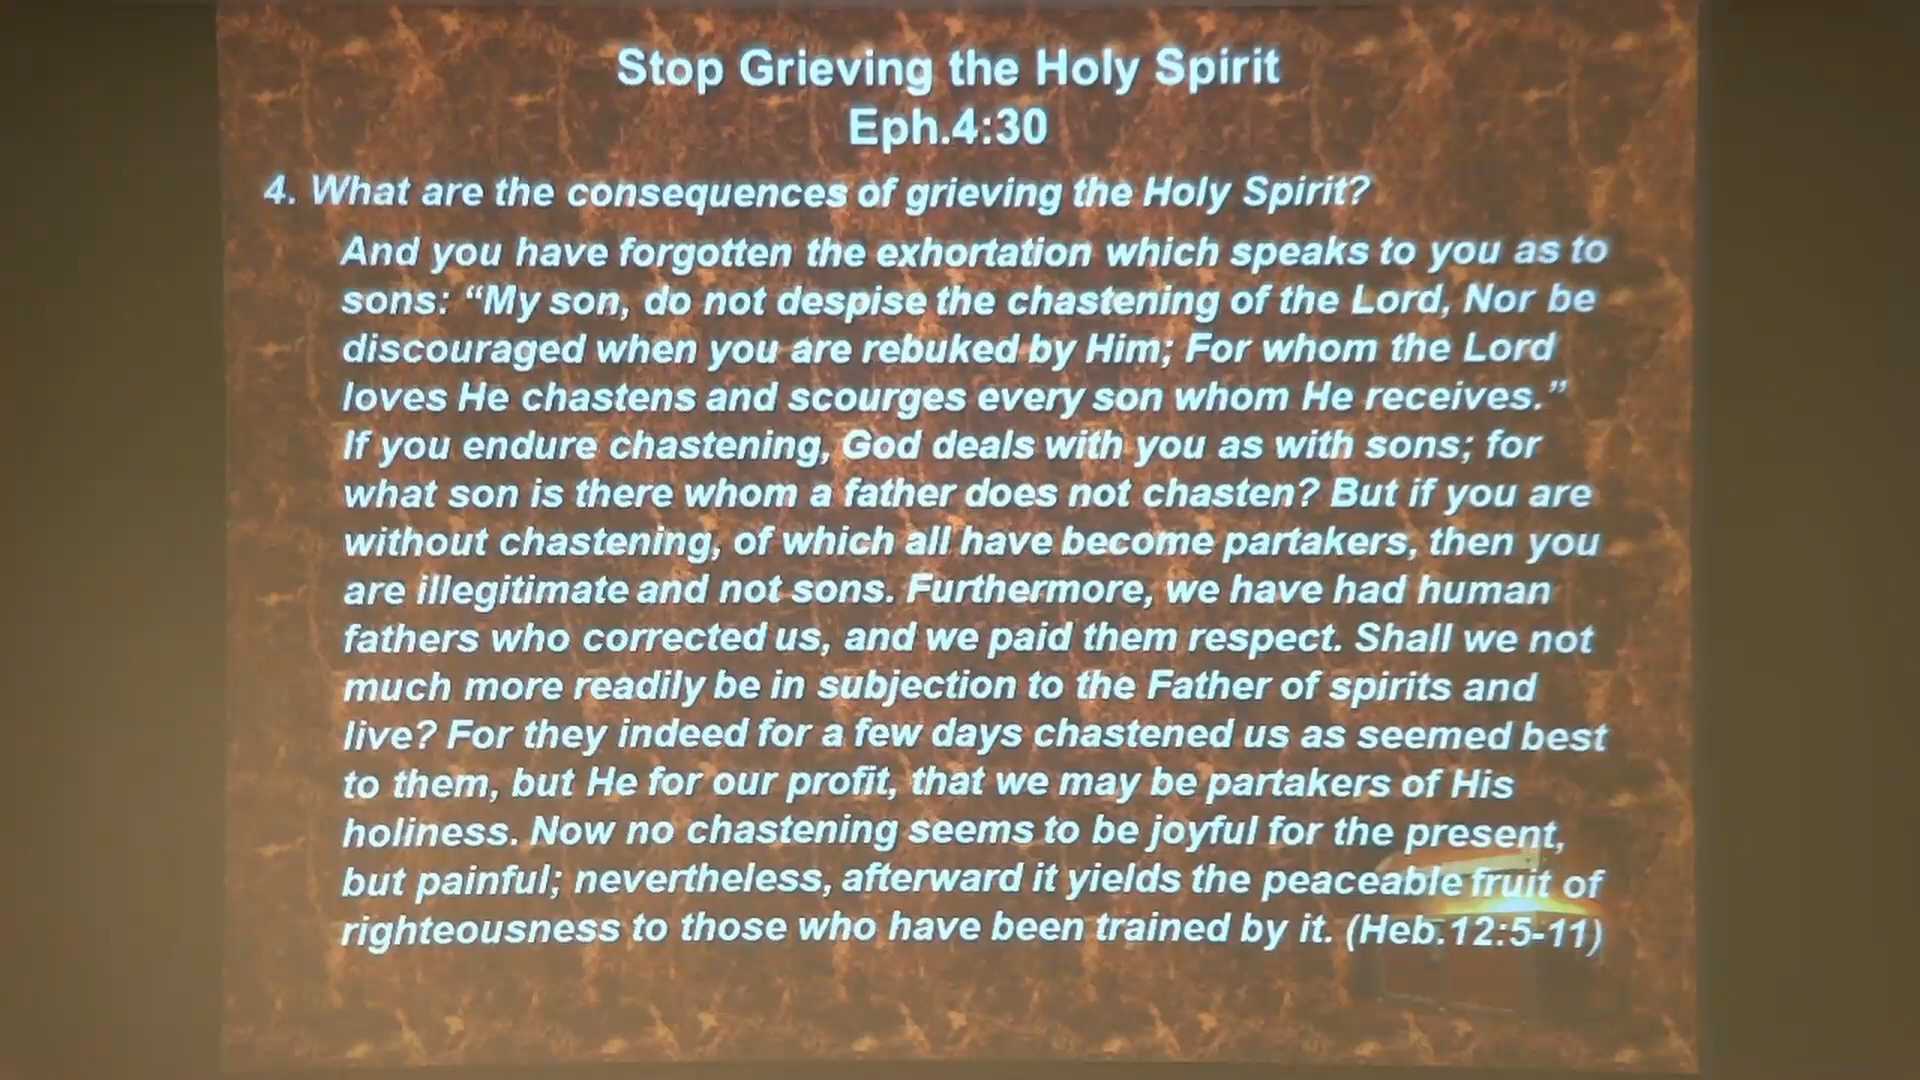 Stop Grieving the Holy Spirit
Eph.4:30
4. What are the consequences of grieving the Holy Spirit?
And you have forgotten the exhortation which speaks to you as to
sons: “My son, do not despise the chastening of the Lord, Nor be
discouraged when you are rebuked by Him; For whom the Lord
loves He chastens and scourges every son whom He receives.”
If you endure chastening, God deals with you as with sons; for
what son is there whom a father does not chasten? But if you are
without chastening, of which all have become partakers, then you
are illegitimate and not sons. Furthermore, we have had human
fathers who corrected us, and we paid them respect. Shall we not
much more readily be in subjection to the Father of spirits and
live? For they indeed for a few days chastened us as seemed best
to them, but He for our profit, that we may be partakers of His
holiness. Now no chastening seems to be joyful for the present,
but painful; nevertheless, afterward it yields the peaceable fruit of
righteousness to those who have been trained by it. (Heb.12:5-11)